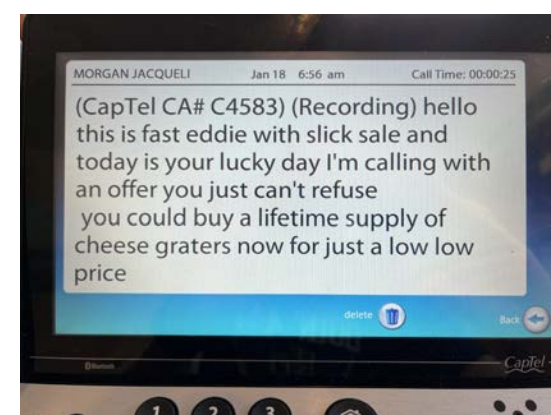 MORGAN JACQUELI Jan 18 6:56 am Call Time: 00:00:25
(CapTel CA# C4583) (Recording) hello
this is fast eddie with slick sale and
today is your lucky day I'm calling with
an offer you just can't refuse
you could buy a lifetime supply of
cheese graters now for just a low low
price
delete Back
Bluetooth CapTel
1 2 3